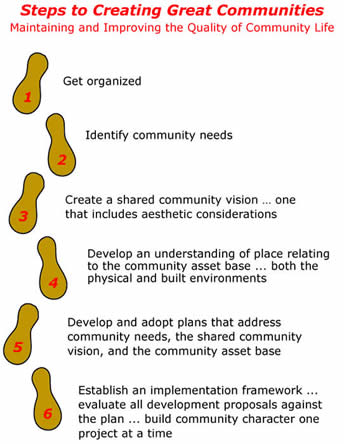 Steps to Creating Great Communities
Maintaining and Improving the Quality of Community Life
1
Get organized
2
Identify community needs
3
Create a shared community vision ... one
that includes aesthetic considerations
4
Develop an understanding of place relating
to the community asset base ... both the
physical and built environments
5
Develop and adopt plans that address
community needs, the shared community
vision, and the community asset base
6
Establish an implementation framework ...
evaluate all development proposals against
the plan ... build community character one
project at a time